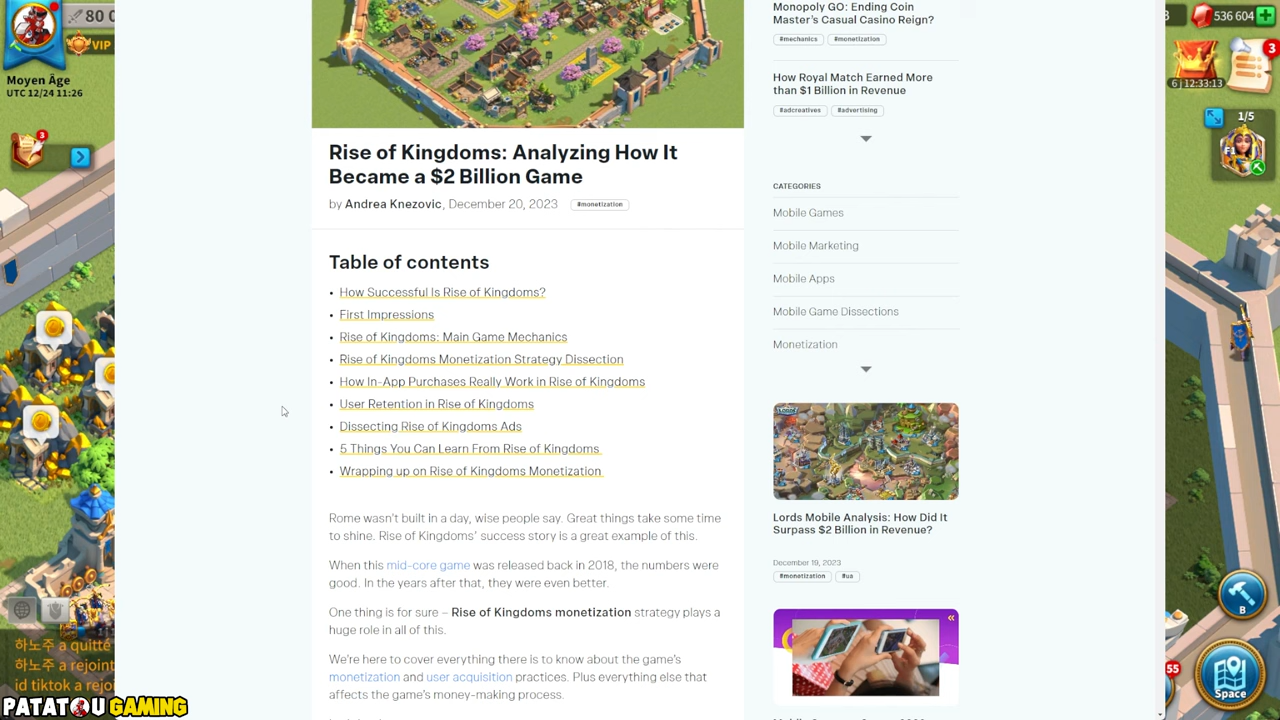 80
VIP
Moyen Äge
UTC 12/24 11:26
3
Rise of Kingdoms: Analyzing How It
Became a $2 Billion Game
by Andrea Knezovic, December 20, 2023
#monetization
Table of contents
• How Successful Is Rise of Kingdoms?
• First Impressions
• Rise of Kingdoms: Main Game Mechanics
• Rise of Kingdoms Monetization Strategy Dissection
• How In-App Purchases Really Work in Rise of Kingdoms
• User Retention in Rise of Kingdoms
• Dissecting Rise of Kingdoms Ads
• 5 Things You Can Learn From Rise of Kingdoms
• Wrapping up on Rise of Kingdoms Monetization
Rome wasn't built in a day, wise people say. Great things take some time
to shine. Rise of Kingdoms' success story is a great example of this.
When this mid-core game was released back in 2018, the numbers were
good. In the years after that, they were even better.
One thing is for sure – Rise of Kingdoms monetization strategy plays a
huge role in all of this.
We're here to cover everything there is to know about the game's
monetization and user acquisition practices. Plus everything else that
affects the game's money-making process.
Monopoly GO: Ending Coin
Master's Casual Casino Reign?
#mechanics
#monetization
How Royal Match Earned More
than $1 Billion in Revenue
#adcreatives
#advertising
CATEGORIES
Mobile Games
Mobile Marketing
Mobile Apps
Mobile Game Dissections
Monetization
Lords Mobile Analysis: How Did It
Surpass $2 Billion in Revenue?
December 19, 2023
#monetization
#ua
536 604
3
12:33:13
1/5
B
55
Space
하노주 a quitté
하노주 a rejoint
id tiktok a rejoi
PATATOU GAMING